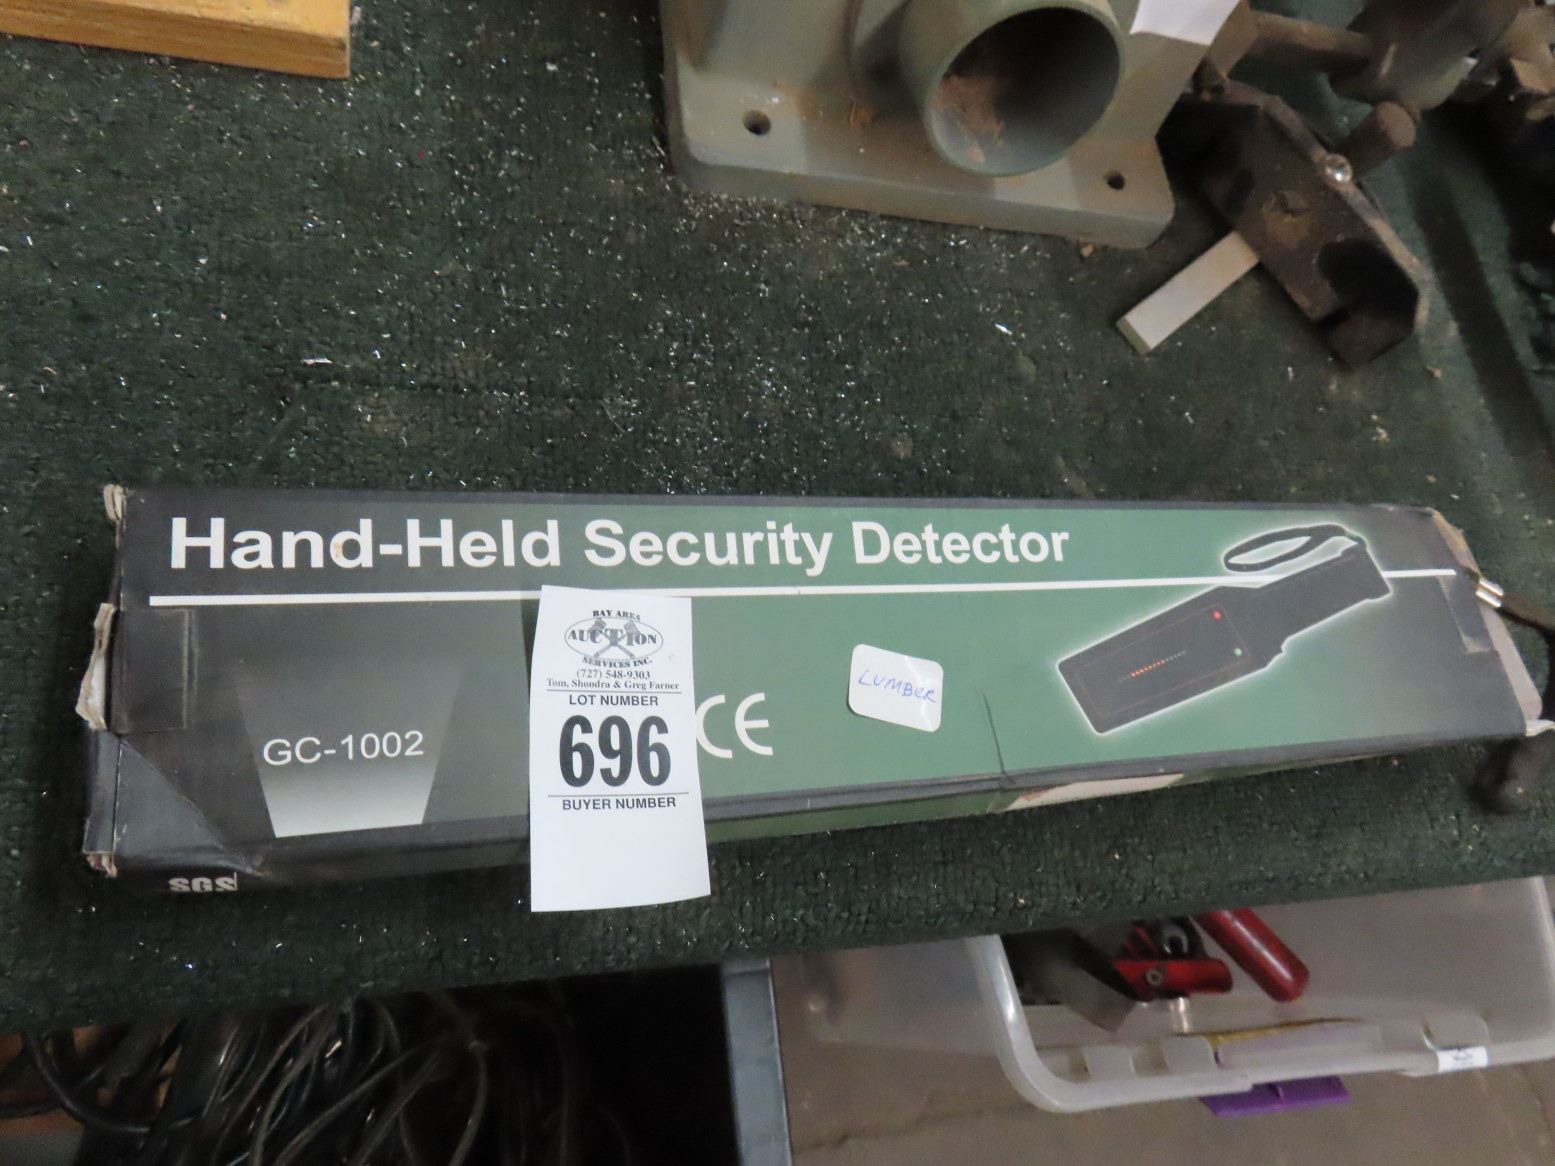 Hand-Held Security Detector
GC-1002
BAY AREA
AUCTION
SERVICES INC.
(727) 548-9303
Tom, Shondra & Greg Farner
LOT NUMBER
696
BUYER NUMBER
CE
LUMBER
SGS